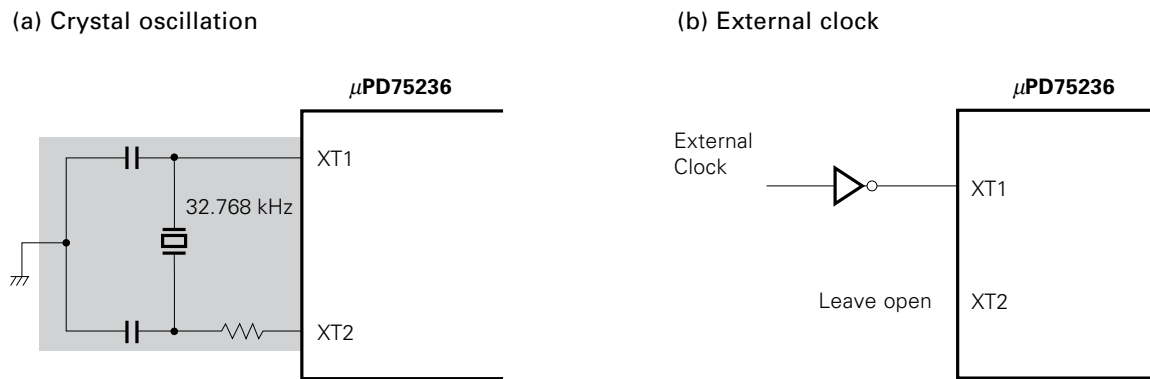 (a) Crystal oscillation
μPD75236
XT1
32.768 kHz
XT2
(b) External clock
μPD75236
External
Clock
XT1
Leave open
XT2